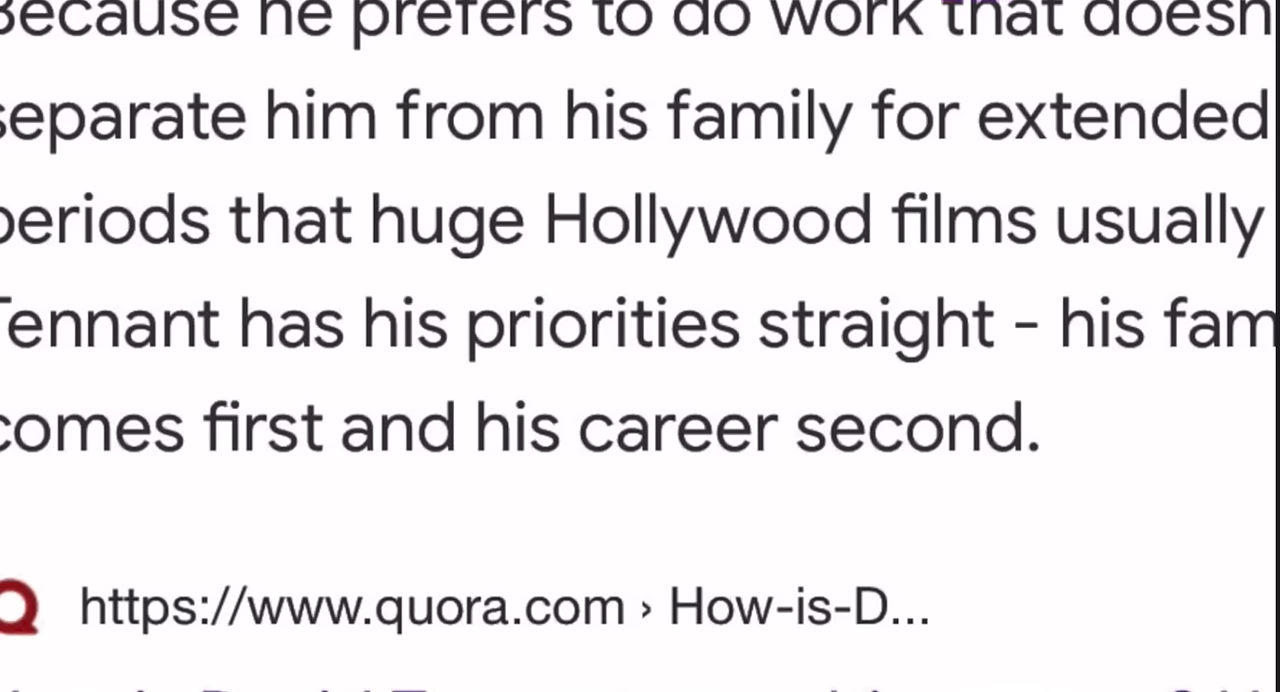 Because he prefers to do work that doesn
separate him from his family for extended
periods that huge Hollywood films usually
Tennant has his priorities straight - his fam
comes first and his career second.
https://www.quora.com › How-is-D...